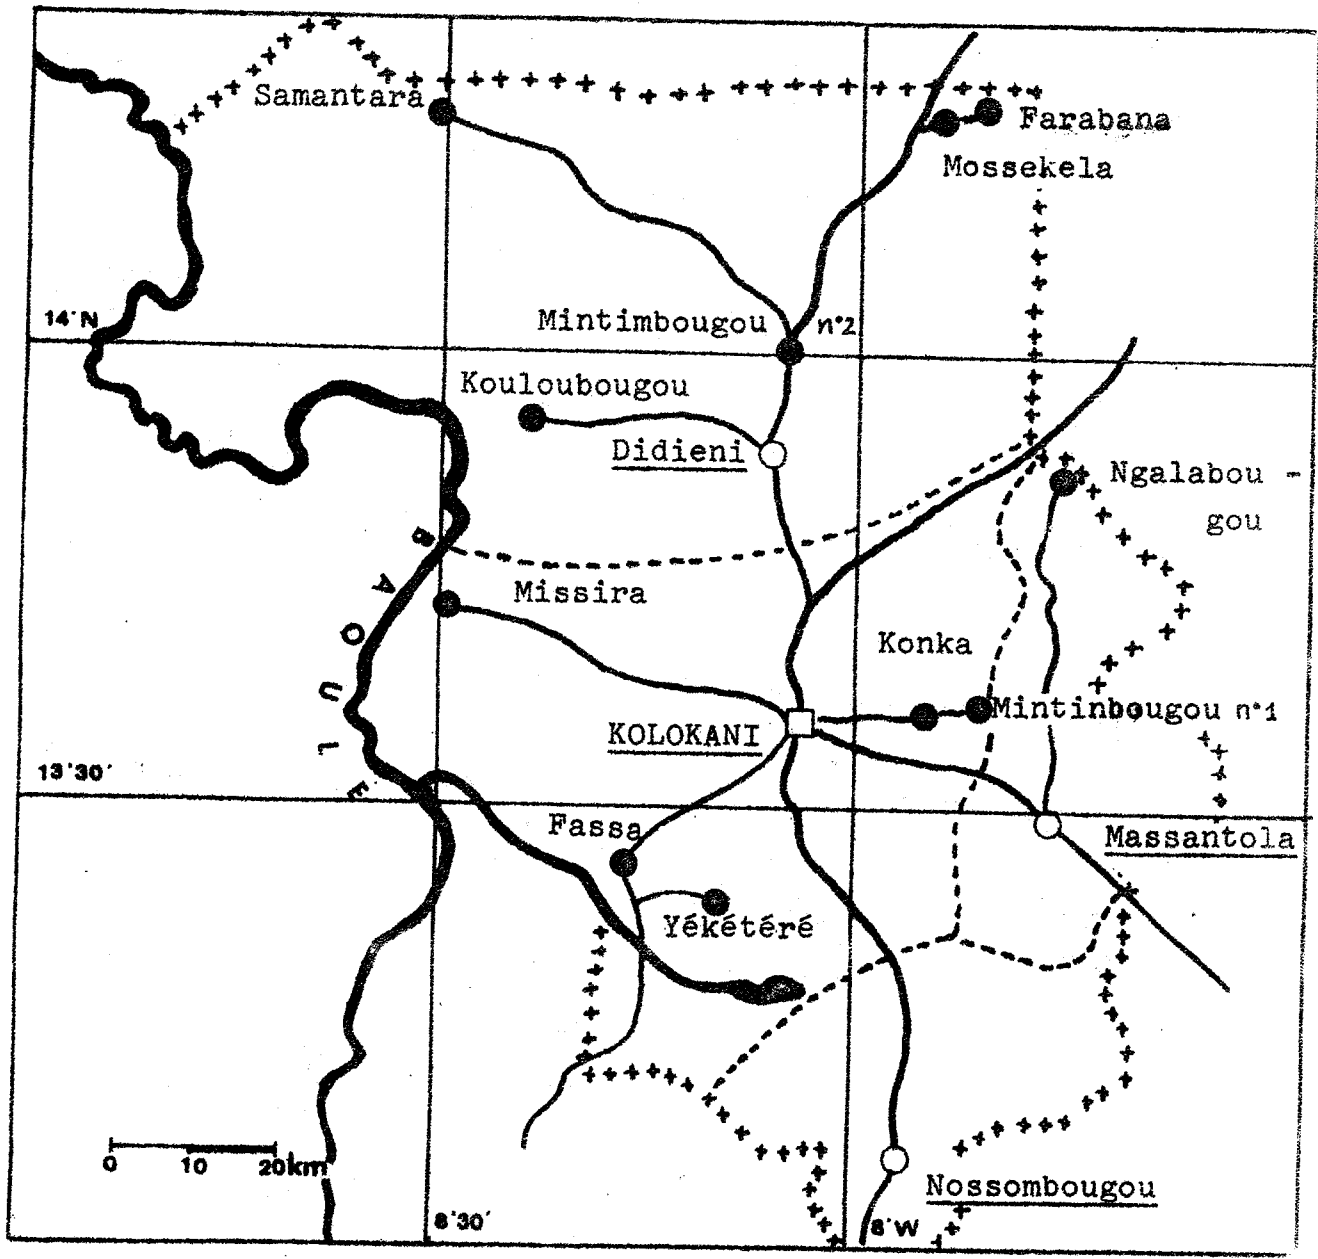 Samantara
Farabana
Mossekela
14°N
Mintimbougou n°2
Kouloubougou
Didieni
Ngalabou -
gou
BAOULE
Missira
Konka
Mintinbougou n°1
KOLOKANI
13°30'
Fassa
Massantola
Yékétéré
0 10 20km
Nossombougou
8°30'
8°W